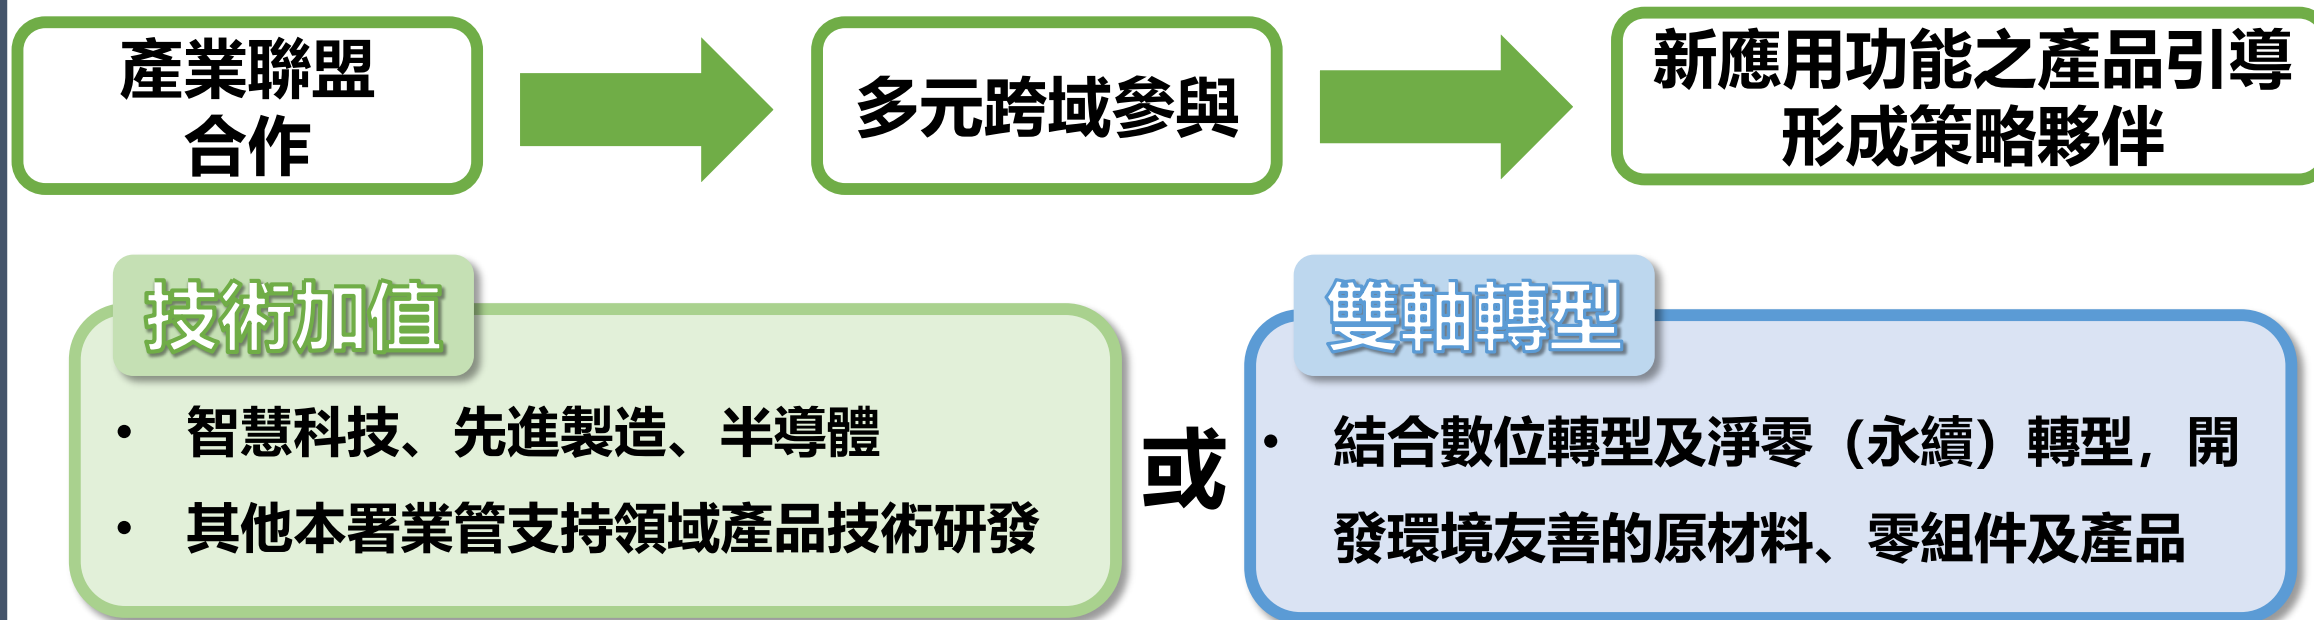 產業聯盟
合作
多元跨域參與
新應用功能之產品引導
形成策略夥伴
技術加值
• 智慧科技、先進製造、半導體
• 其他本署業管支持領域產品技術研發
或
雙軸轉型
• 結合數位轉型及淨零（永續）轉型，開
發環境友善的原材料、零組件及產品